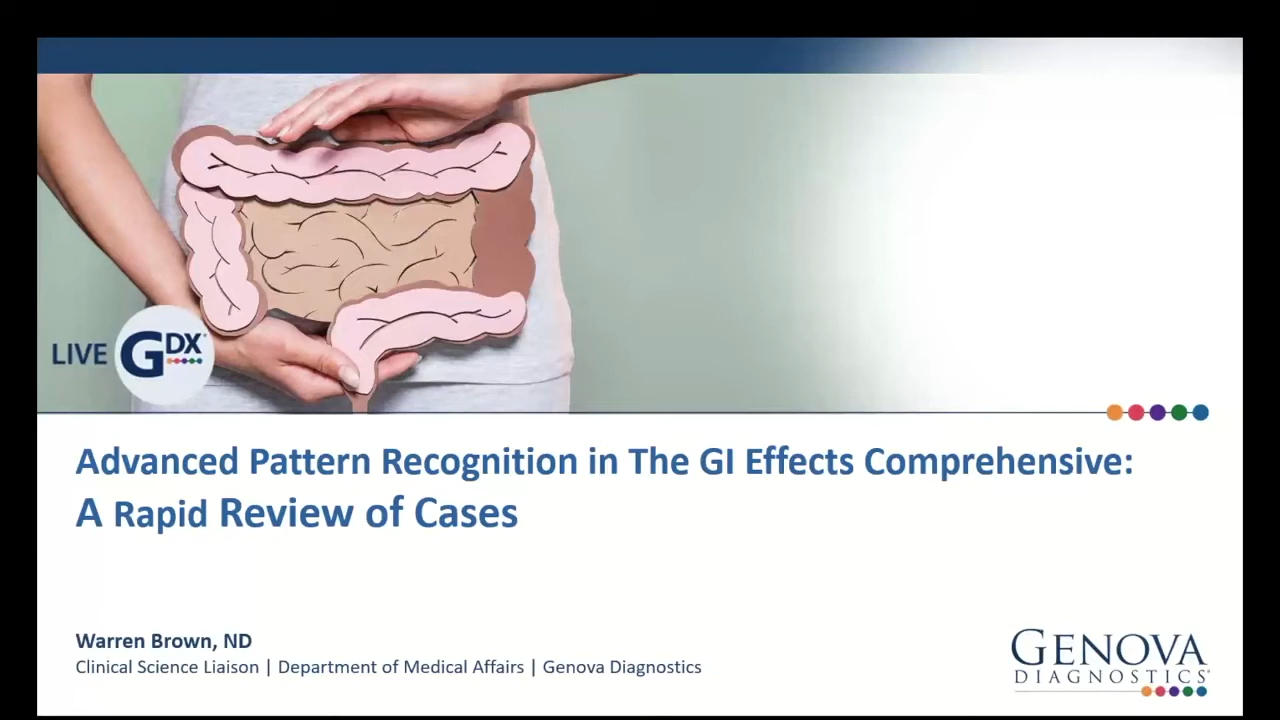 LIVE GDX
Advanced Pattern Recognition in The GI Effects Comprehensive:
A Rapid Review of Cases
Warren Brown, ND
Clinical Science Liaison | Department of Medical Affairs | Genova Diagnostics
GENOVA
DIAGNOSTICS